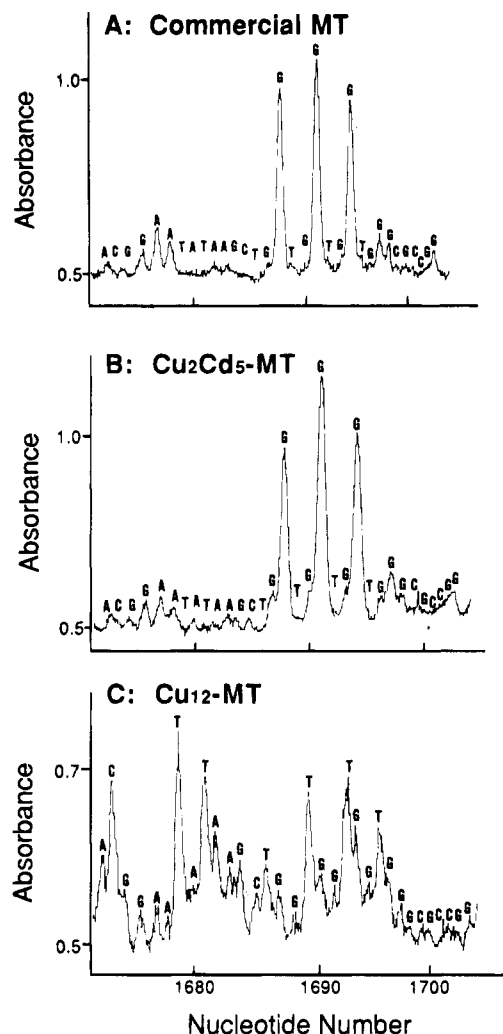 A: Commercial MT
Absorbance
1.0
0.5
A C G G A A T A T A A G C T G G T G G T G G T G G G C G C C G G
B: Cu2Cd5-MT
Absorbance
1.0
0.5
A C G G A A T A T A A G C T G G T G G T G G T G G G C G C C G G
C: Cu12-MT
Absorbance
0.7
0.5
A C G G A A T A T A A G C T G G T G G T G G T G G G C G C C G G
1680 1690 1700
Nucleotide Number